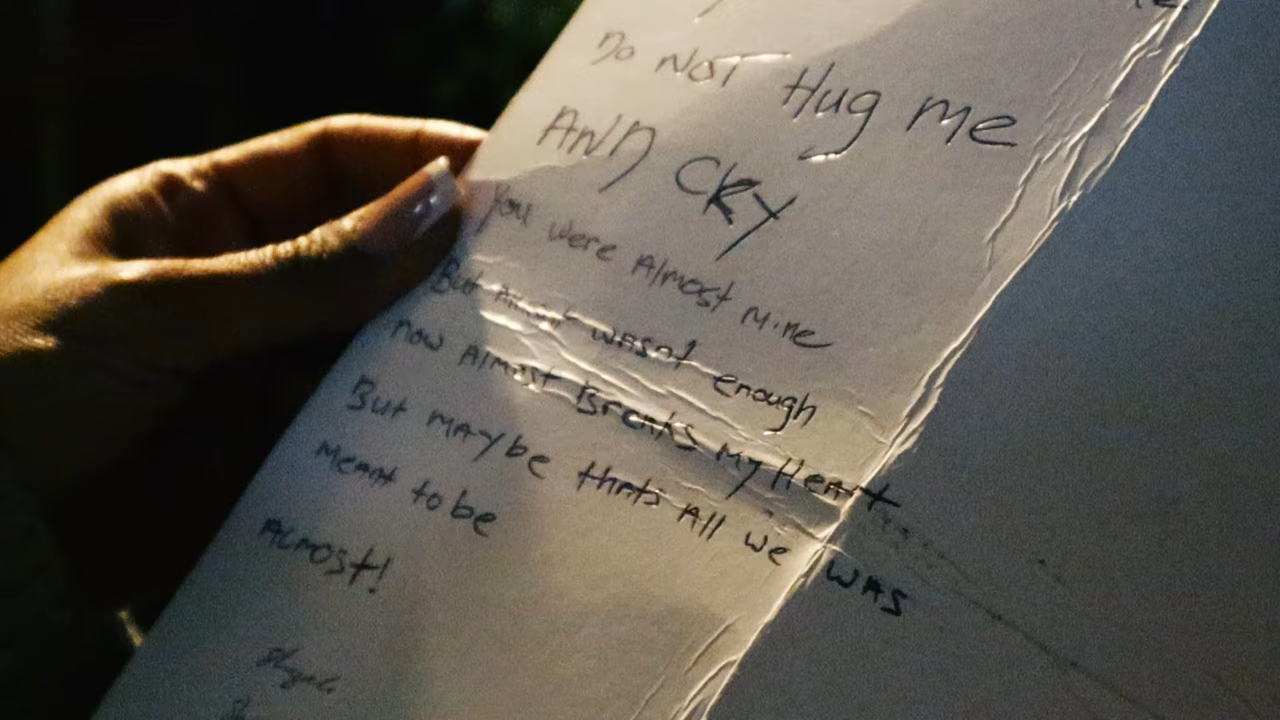 Do NOT Hug me
AND CRY
You were Almost mine
But Almost wasnt enough
now Almost Breaks My Heart
But maybe thats All we was
meant to be
ALMOST!